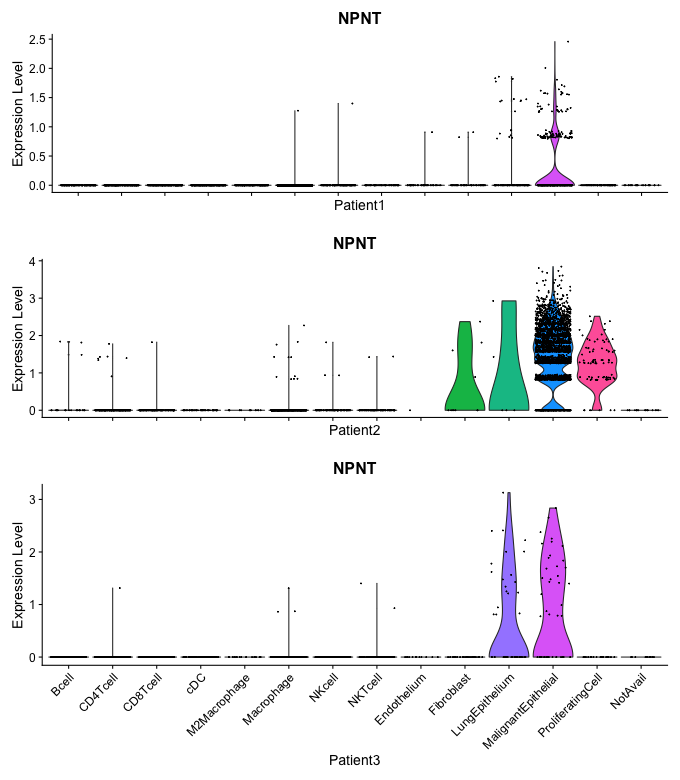 NPNT
Expression Level
2.5
2.0
1.5
1.0
0.5
0.0
Patient1
NPNT
Expression Level
4
3
2
1
0
Patient2
NPNT
Expression Level
3
2
1
0
Bcell
CD4Tcell
CD8Tcell
cDC
M2Macrophage
Macrophage
NKcell
NKTcell
Endothelium
Fibroblast
LungEpithelium
MalignantEpithelial
ProliferatingCell
NotAvail
Patient3